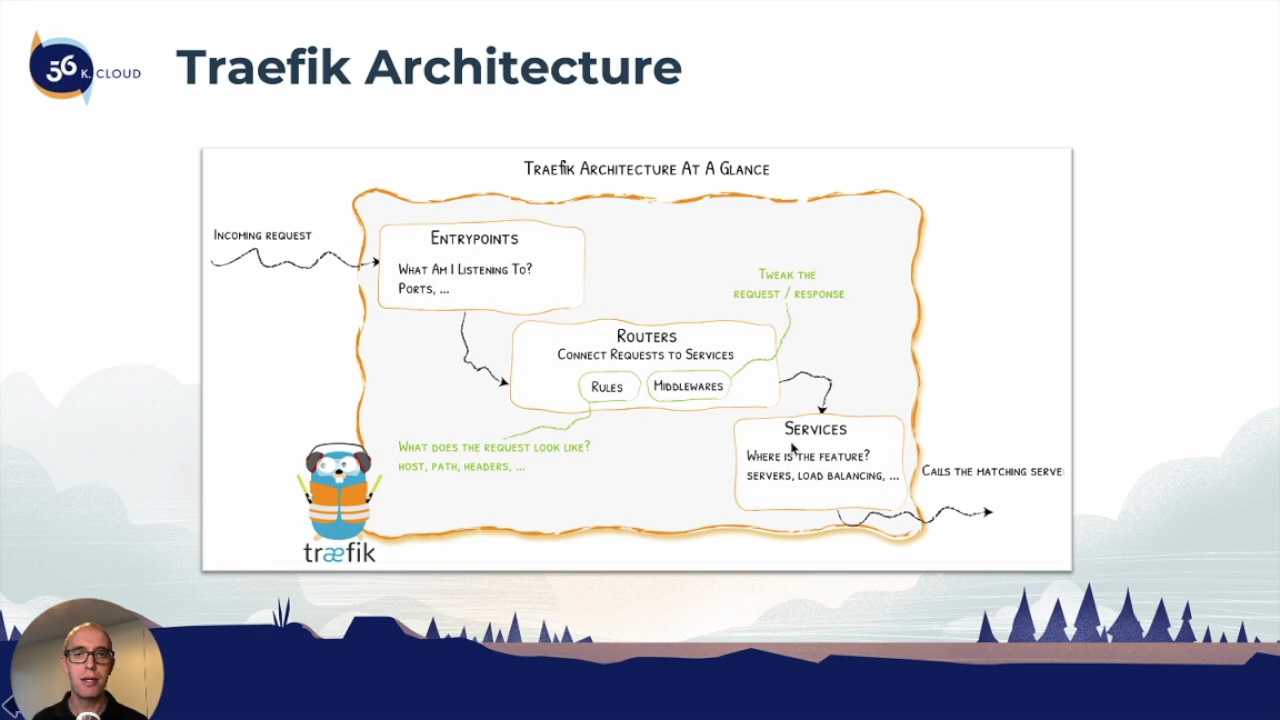 56 K. CLOUD
Traefik Architecture
TRAEFIK ARCHITECTURE AT A GLANCE
INCOMING REQUEST
ENTRYPOINTS
WHAT AM I LISTENING TO?
PORTS, ...
TWEAK THE
REQUEST / RESPONSE
ROUTERS
CONNECT REQUESTS TO SERVICES
RULES
MIDDLEWARES
WHAT DOES THE REQUEST LOOK LIKE?
HOST, PATH, HEADERS, ...
SERVICES
WHERE IS THE FEATURE?
SERVERS, LOAD BALANCING, ...
CALLS THE MATCHING SERVE
træfik